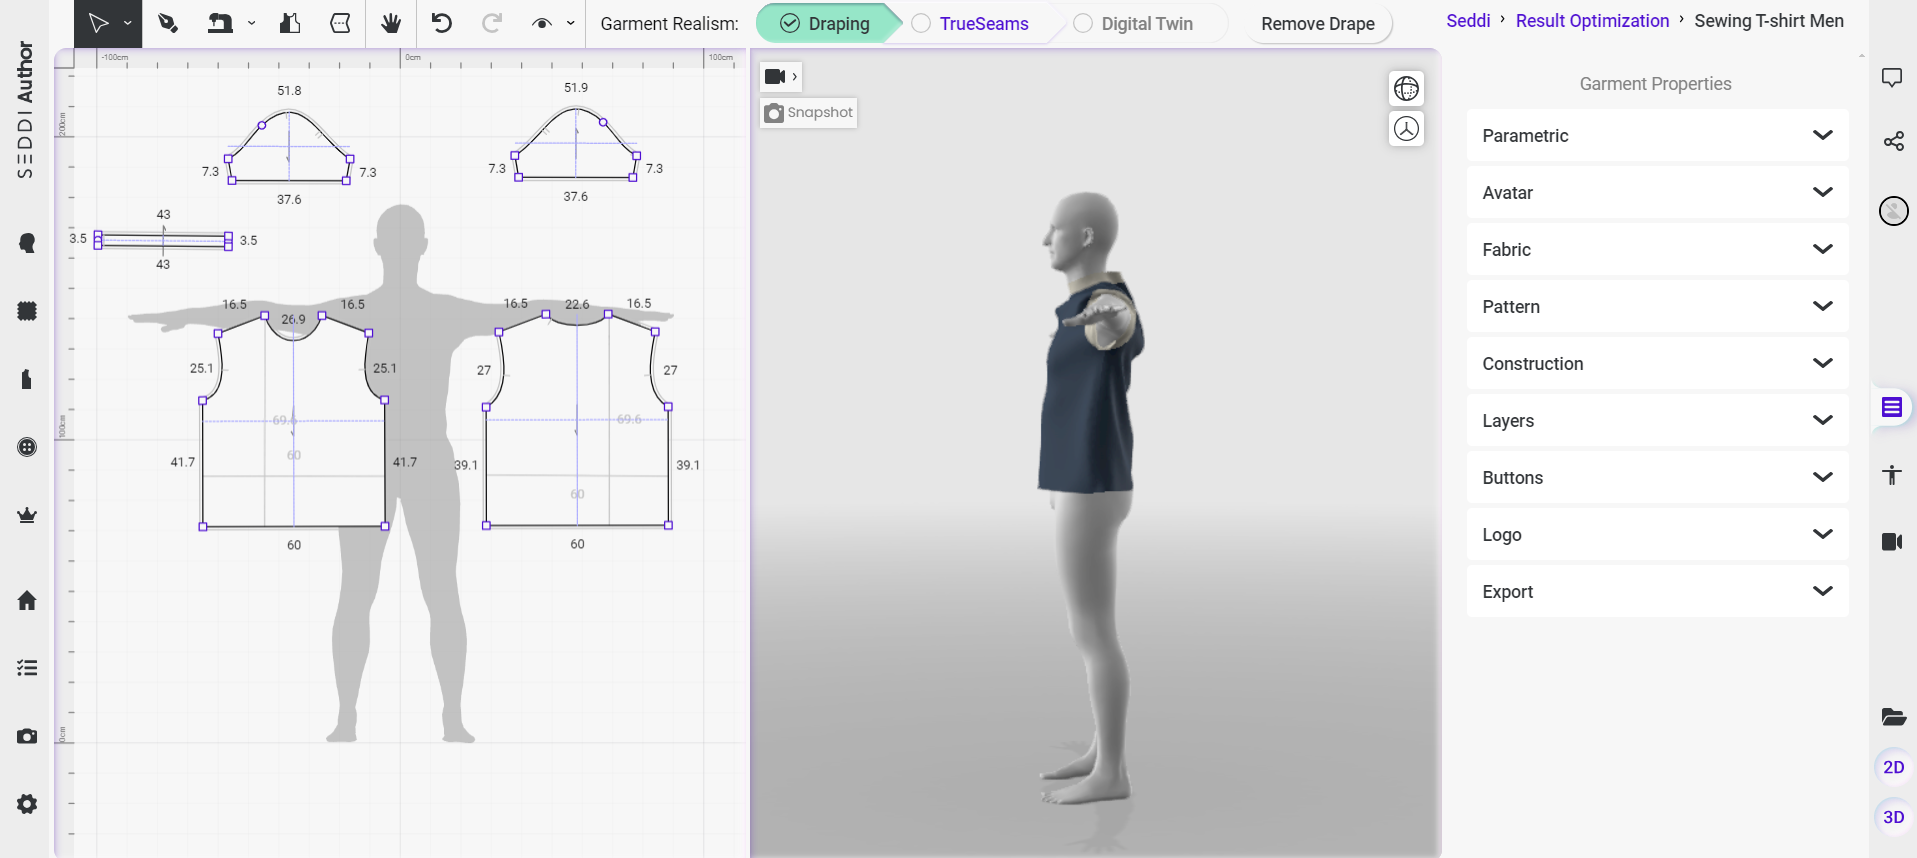 SEDDI Author
Garment Realism:
Draping
TrueSeams
Digital Twin
Remove Drape
Seddi › Result Optimization › Sewing T-shirt Men
-100cm
0cm
100cm
200cm
100cm
0cm
51.8
7.3
7.3
37.6
51.9
7.3
7.3
37.6
43
3.5
3.5
43
16.5
26.9
16.5
25.1
25.1
69.6
60
41.7
41.7
60
16.5
22.6
16.5
27
27
69.6
39.1
39.1
60
60
Snapshot
Garment Properties
Parametric
Avatar
Fabric
Pattern
Construction
Layers
Buttons
Logo
Export
2D
3D